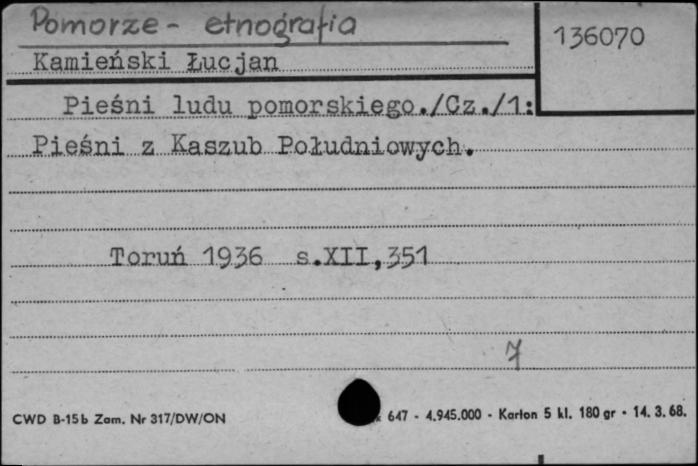 Pomorze - etnografia
136070
Kamieński Łucjan
Pieśni ludu pomorskiego./Cz./1:
Pieśni z Kaszub Południowych.
Toruń 1936 s.XII,351
7
CWD B-15b Zam. Nr 317/DW/ON 647 - 4.945.000 - Karton 5 kl. 180 gr - 14. 3. 68.